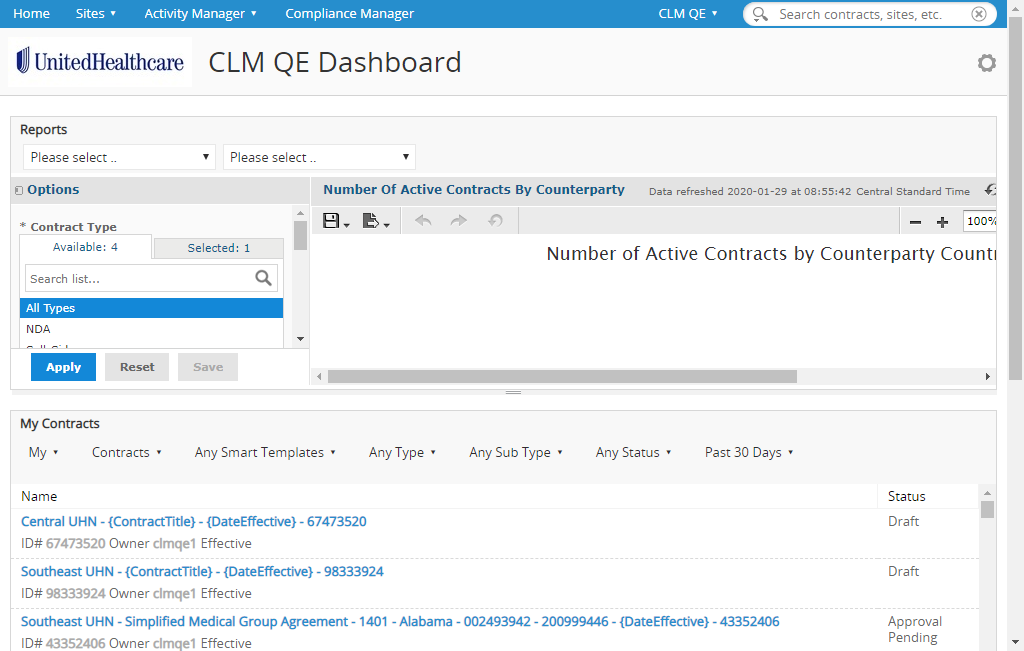 Home Sites Activity Manager Compliance Manager CLM QE Search contracts, sites, etc.
UnitedHealthcare CLM QE Dashboard
Reports
Please select .. Please select ..
Options
Number Of Active Contracts By Counterparty Data refreshed 2020-01-29 at 08:55:42 Central Standard Time
* Contract Type
100%
Available: 4 Selected: 1
Number of Active Contracts by Counterparty
Search list...
All Types
NDA
Apply Reset Save
My Contracts
My Contracts Any Smart Templates Any Type Any Sub Type Any Status Past 30 Days
Name Status
Central UHN - {ContractTitle} - {DateEffective} - 67473520 Draft
ID# 67473520 Owner clmqe1 Effective
Southeast UHN - {ContractTitle} - {DateEffective} - 98333924 Draft
ID# 98333924 Owner clmqe1 Effective
Southeast UHN - Simplified Medical Group Agreement - 1401 - Alabama - 002493942 - 200999446 - {DateEffective} - 43352406 Approval
Pending
ID# 43352406 Owner clmqe1 Effective